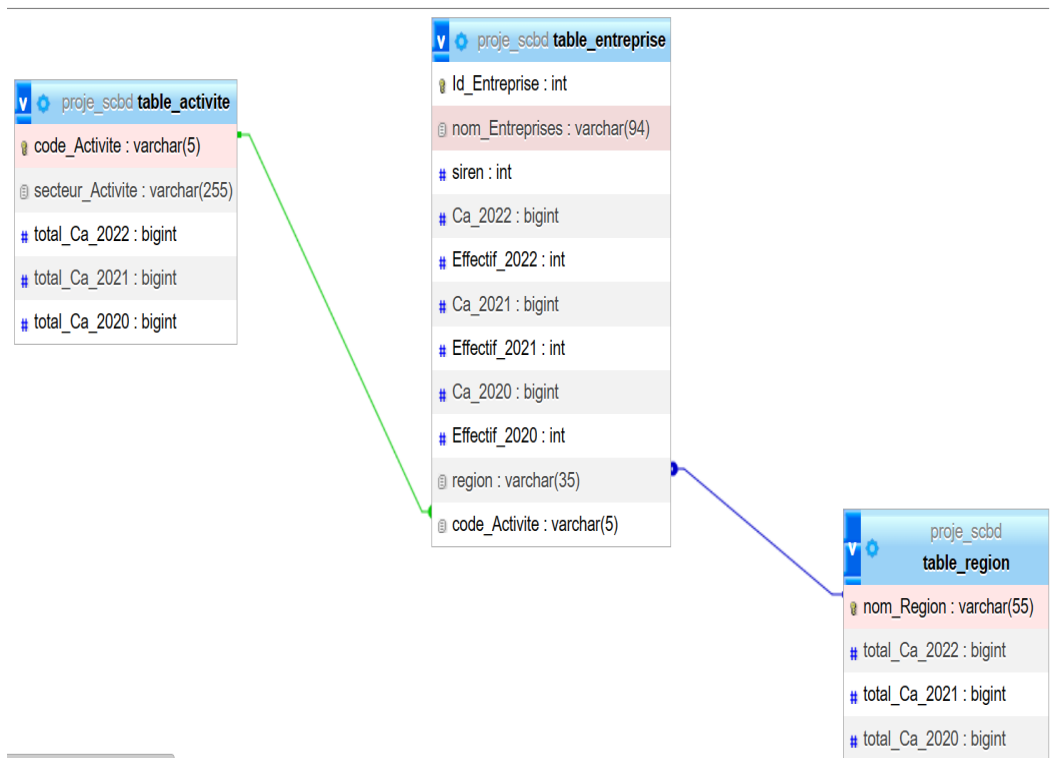 proje_scbd table_activite
code_Activite : varchar(5)
secteur_Activite : varchar(255)
total_Ca_2022 : bigint
total_Ca_2021 : bigint
total_Ca_2020 : bigint
proje_scbd table_entreprise
Id_Entreprise : int
nom_Entreprises : varchar(94)
siren : int
Ca_2022 : bigint
Effectif_2022 : int
Ca_2021 : bigint
Effectif_2021 : int
Ca_2020 : bigint
Effectif_2020 : int
region : varchar(35)
code_Activite : varchar(5)
proje_scbd
table_region
nom_Region : varchar(55)
total_Ca_2022 : bigint
total_Ca_2021 : bigint
total_Ca_2020 : bigint